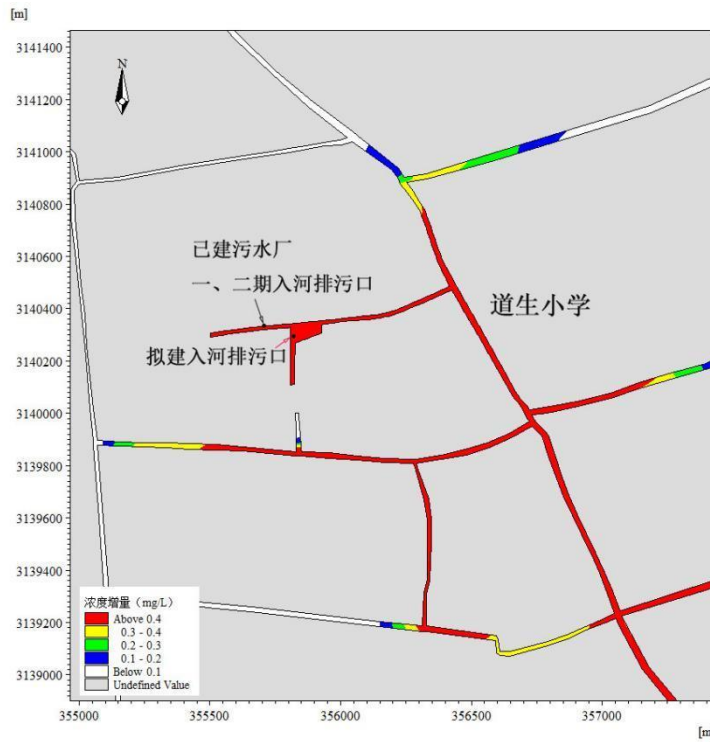 [m]
3141400
3141200
3141000
3140800
3140600
3140400
3140200
3140000
3139800
3139600
3139400
3139200
3139000
N
已建污水厂
一、二期入河排污口
拟建入河排污口
道生小学
浓度增量（mg/L）
Above 0.4
0.3 - 0.4
0.2 - 0.3
0.1 - 0.2
Below 0.1
Undefined Value
355000 355500 356000 356500 357000
[m